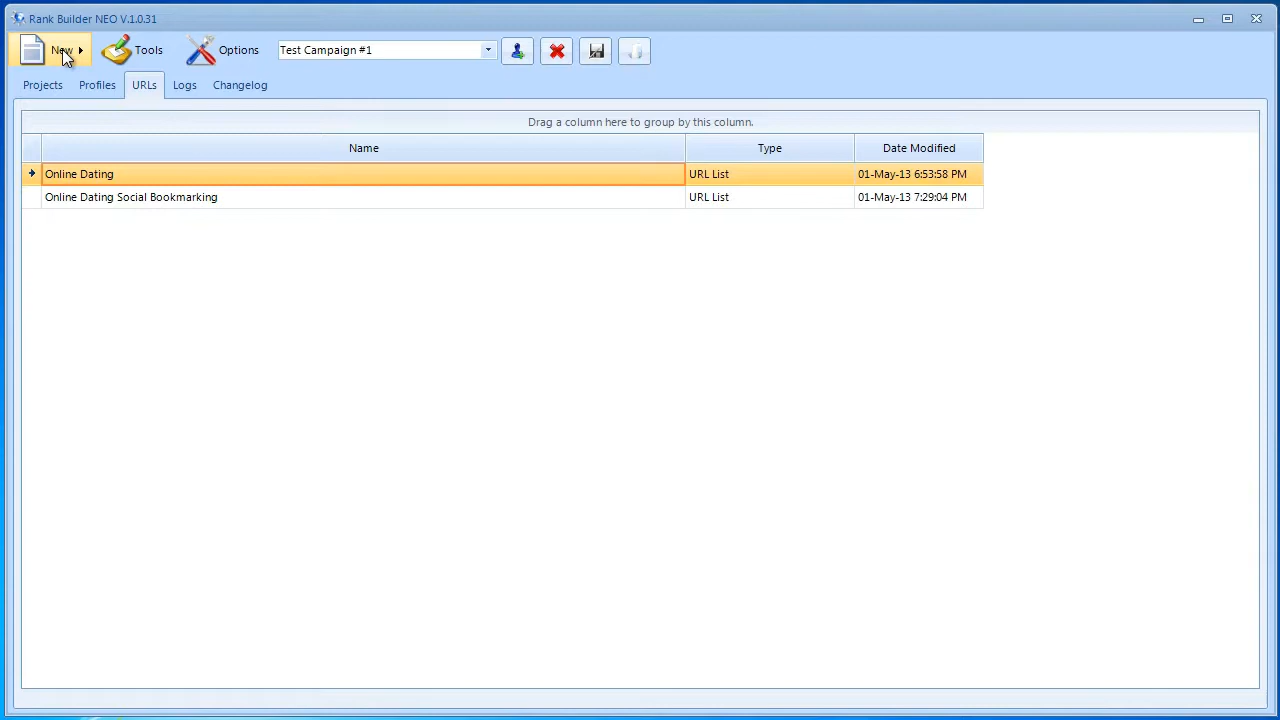 Rank Builder NEO V.1.0.31
New Tools Options Test Campaign #1
Projects Profiles URLs Logs Changelog
Drag a column here to group by this column.
Name Type Date Modified
Online Dating URL List 01-May-13 6:53:58 PM
Online Dating Social Bookmarking URL List 01-May-13 7:29:04 PM